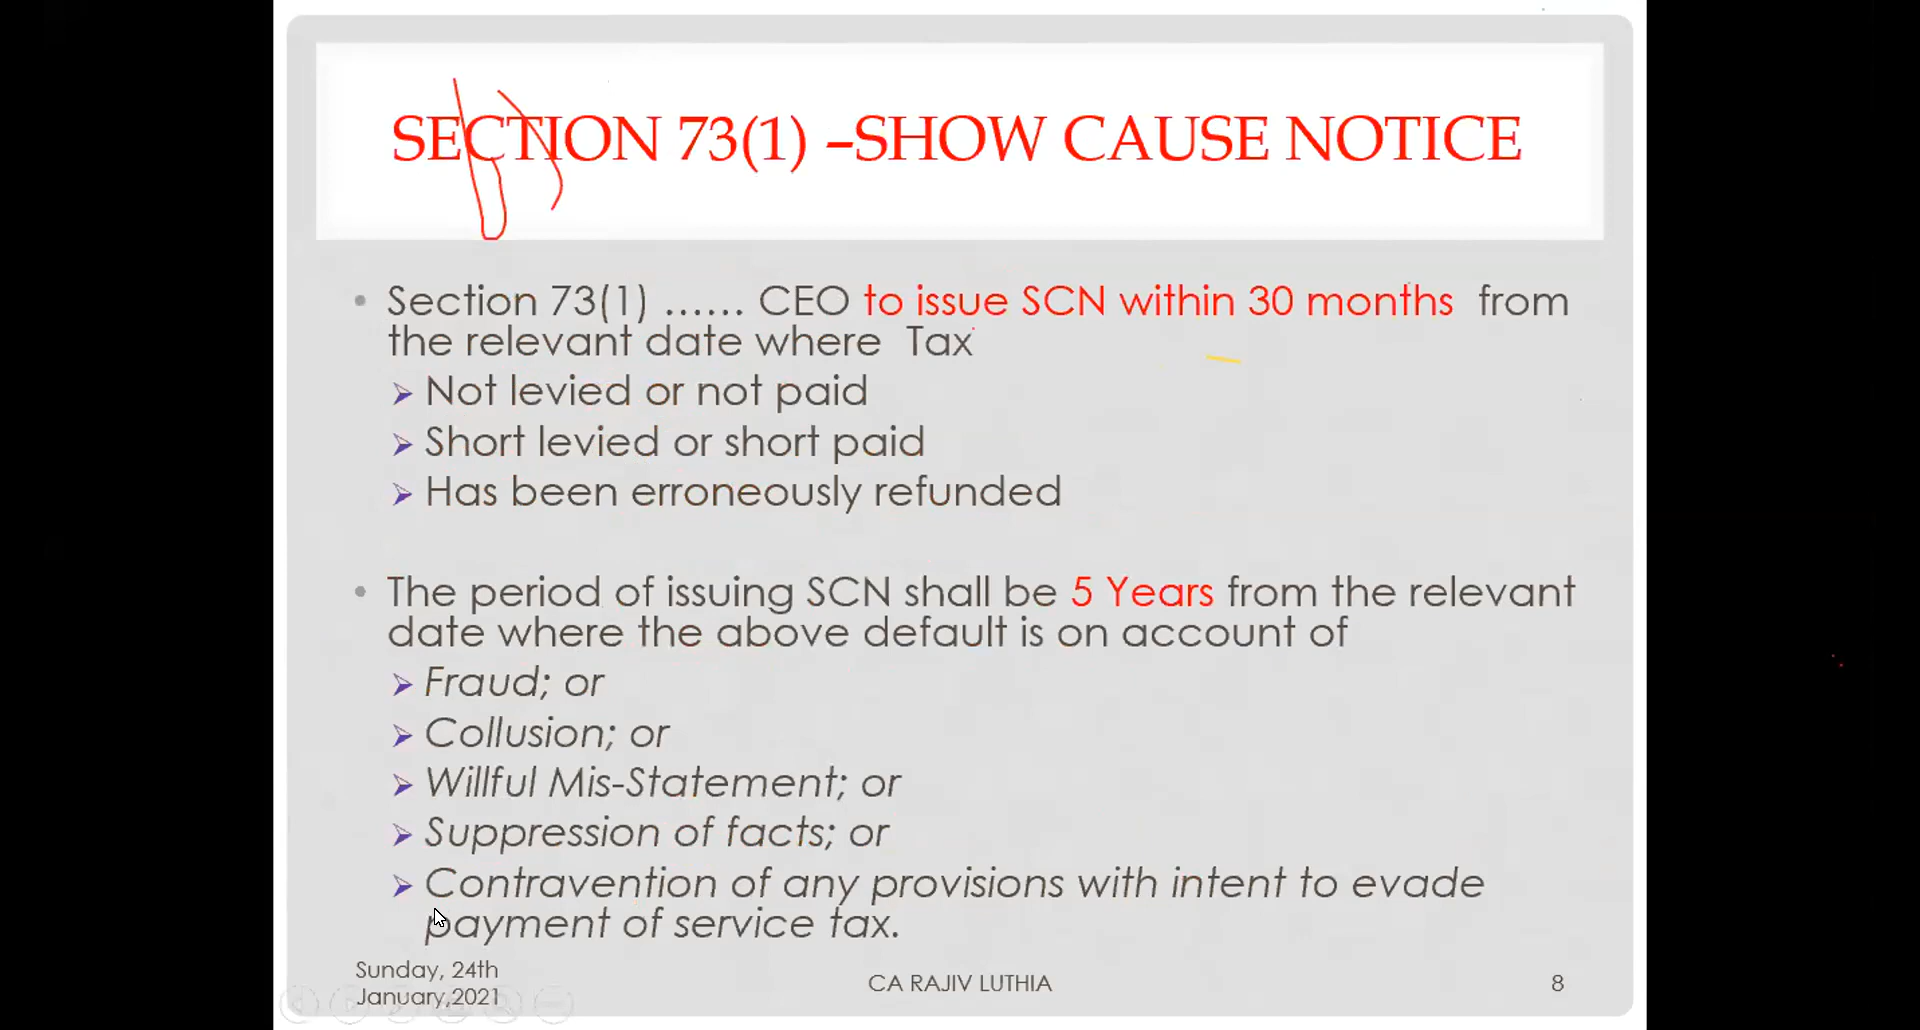 SECTION 73(1) –SHOW CAUSE NOTICE
• Section 73(1) ...... CEO to issue SCN within 30 months from
the relevant date where Tax
➢ Not levied or not paid
➢ Short levied or short paid
➢ Has been erroneously refunded
• The period of issuing SCN shall be 5 Years from the relevant
date where the above default is on account of
➢ Fraud; or
➢ Collusion; or
➢ Willful Mis-Statement; or
➢ Suppression of facts; or
➢ Contravention of any provisions with intent to evade
payment of service tax.
Sunday, 24th
January,2021
CA RAJIV LUTHIA
8